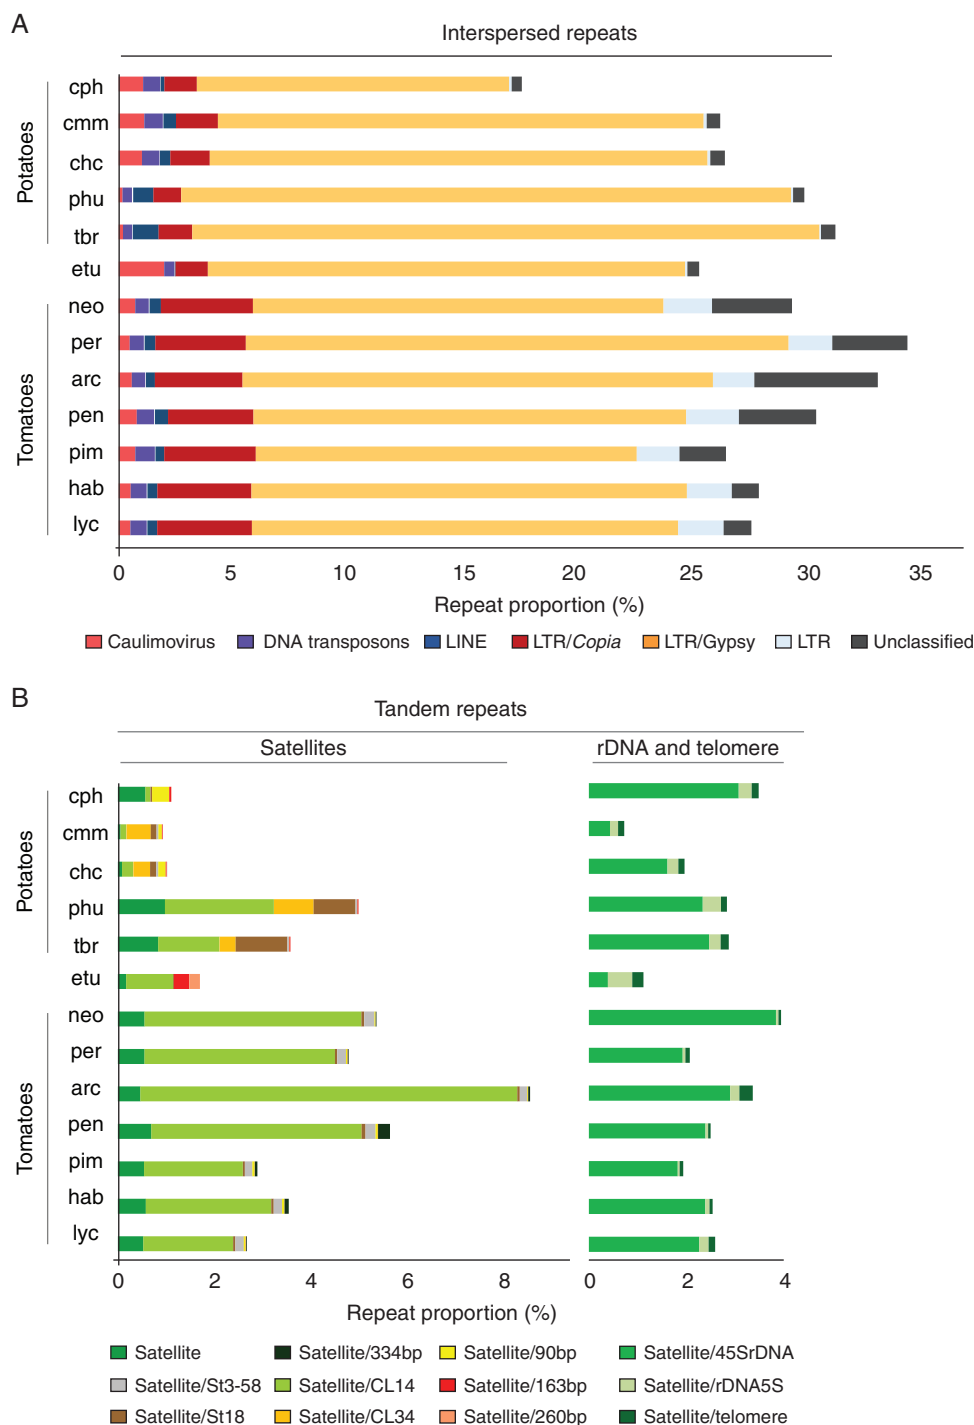 A
Interspersed repeats
Potatoes
cph
cmm
chc
phu
tbr
etu
Tomatoes
neo
per
arc
pen
pim
hab
lyc
0 5 10 15 20 25 30 35
Repeat proportion (%)
Caulimovirus DNA transposons LINE LTR/Copia LTR/Gypsy LTR Unclassified
B
Tandem repeats
Satellites rDNA and telomere
Potatoes
cph
cmm
chc
phu
tbr
etu
Tomatoes
neo
per
arc
pen
pim
hab
lyc
0 2 4 6 8 0 2 4
Repeat proportion (%)
Satellite Satellite/334bp Satellite/90bp Satellite/45SrDNA
Satellite/St3-58 Satellite/CL14 Satellite/163bp Satellite/rDNA5S
Satellite/St18 Satellite/CL34 Satellite/260bp Satellite/telomere